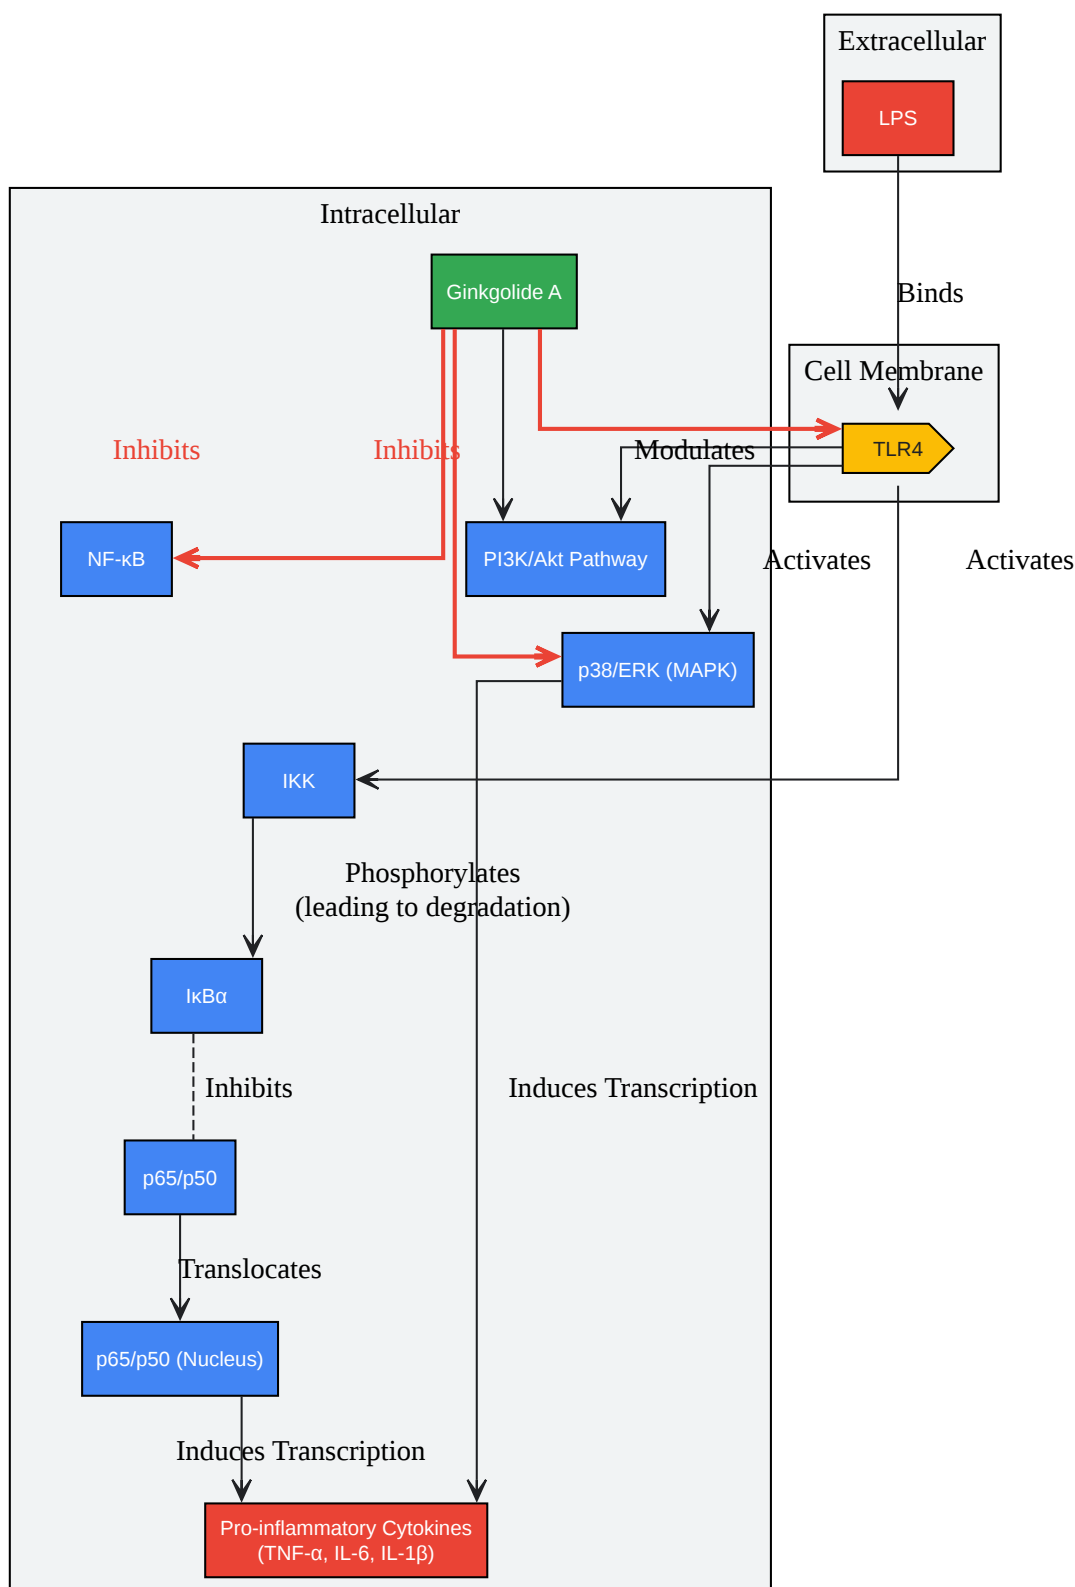 Extracellular
LPS
Intracellular
Ginkgolide A
Binds
Cell Membrane
Inhibits
Inhibits
Modulates
TLR4
NF-κB
PI3K/Akt Pathway
Activates
Activates
p38/ERK (MAPK)
IKK
Phosphorylates
(leading to degradation)
IκBα
Inhibits
Induces Transcription
p65/p50
Translocates
p65/p50 (Nucleus)
Induces Transcription
Pro-inflammatory Cytokines
(TNF-α, IL-6, IL-1β)